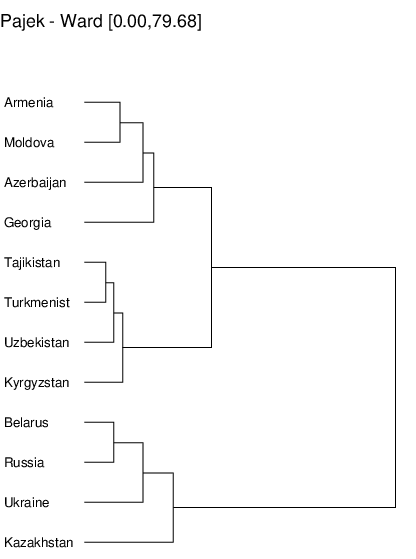 Pajek - Ward [0.00,79.68]
Armenia
Moldova
Azerbaijan
Georgia
Tajikistan
Turkmenist
Uzbekistan
Kyrgyzstan
Belarus
Russia
Ukraine
Kazakhstan